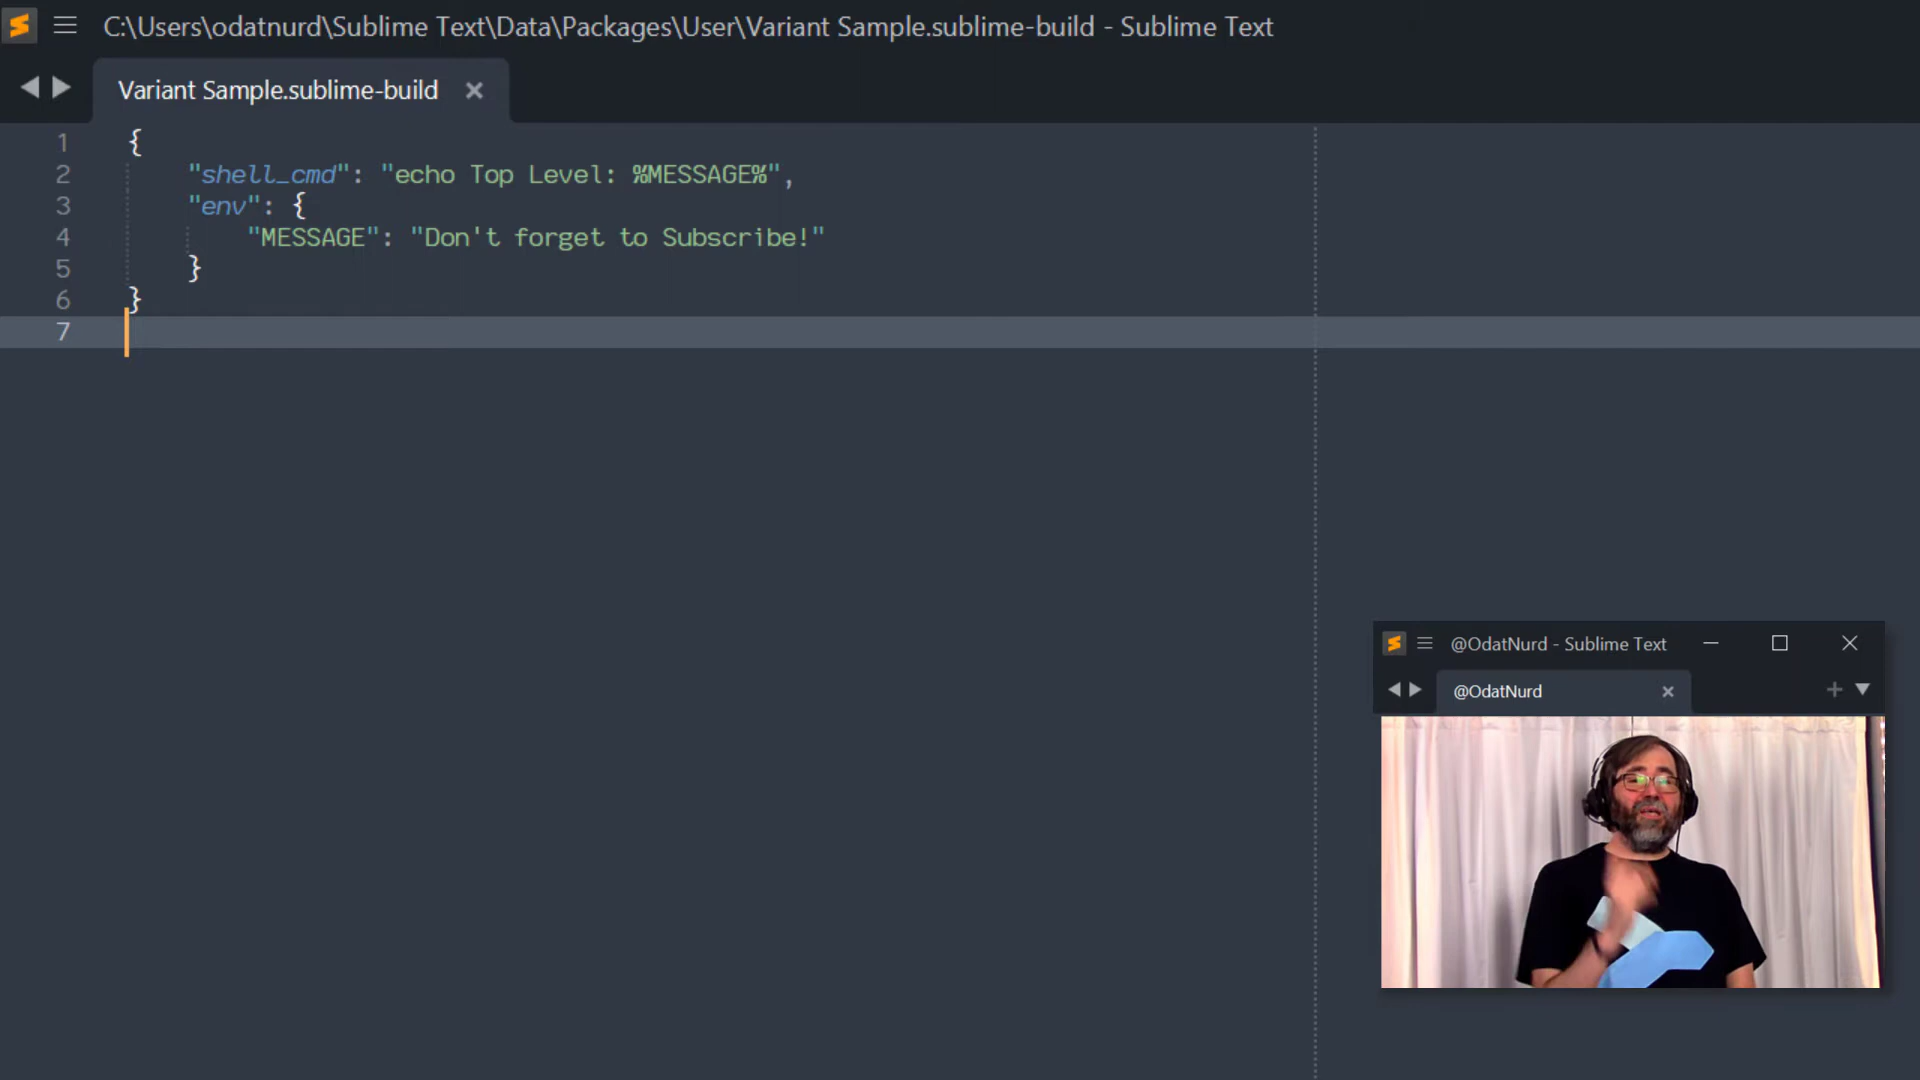 C:\Users\odatnurd\Sublime Text\Data\Packages\User\Variant Sample.sublime-build - Sublime Text
Variant Sample.sublime-build
1 {
2 "shell_cmd": "echo Top Level: %MESSAGE%",
3 "env": {
4 "MESSAGE": "Don't forget to Subscribe!"
5 }
6 }
7
@OdatNurd - Sublime Text
@OdatNurd